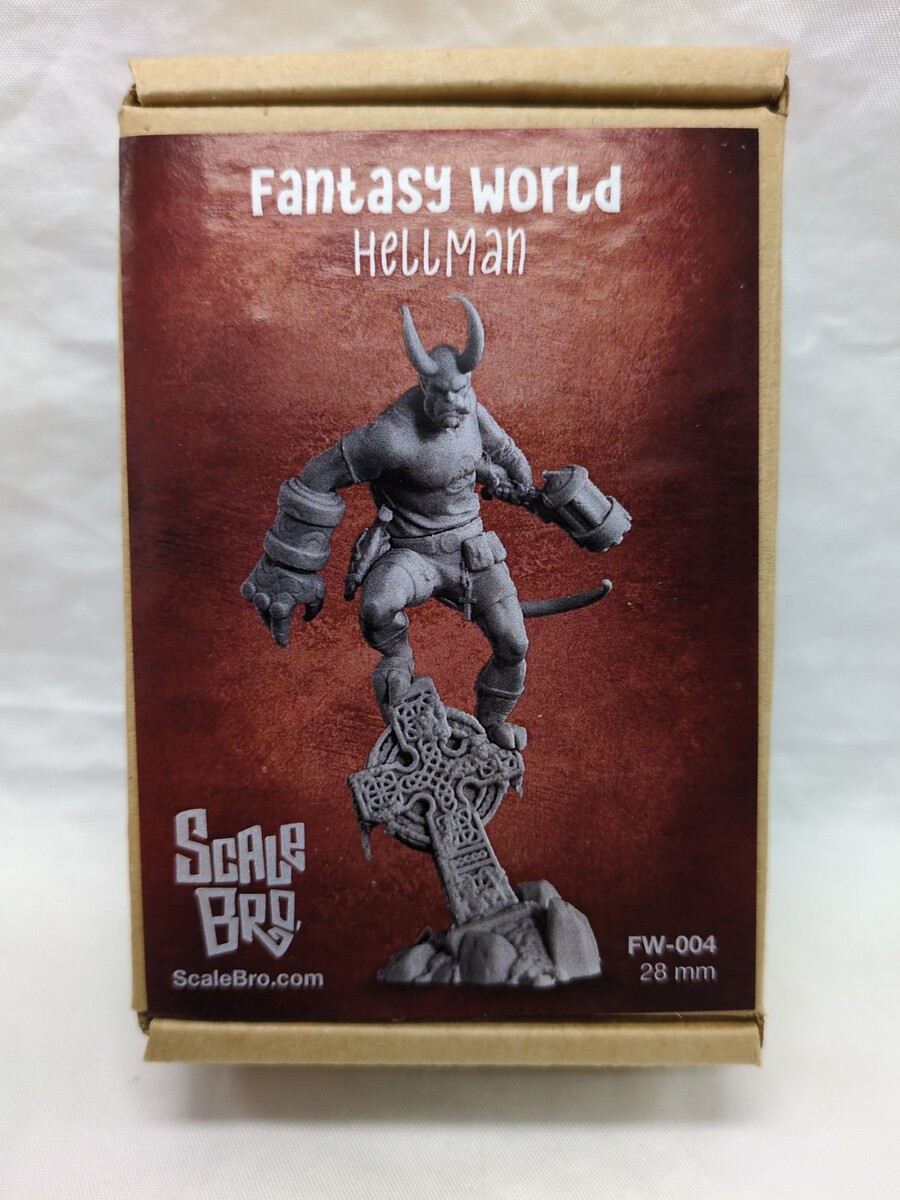 Fantasy World
HellMan
SCALE
BRO.
ScaleBro.com
FW-004
28 mm